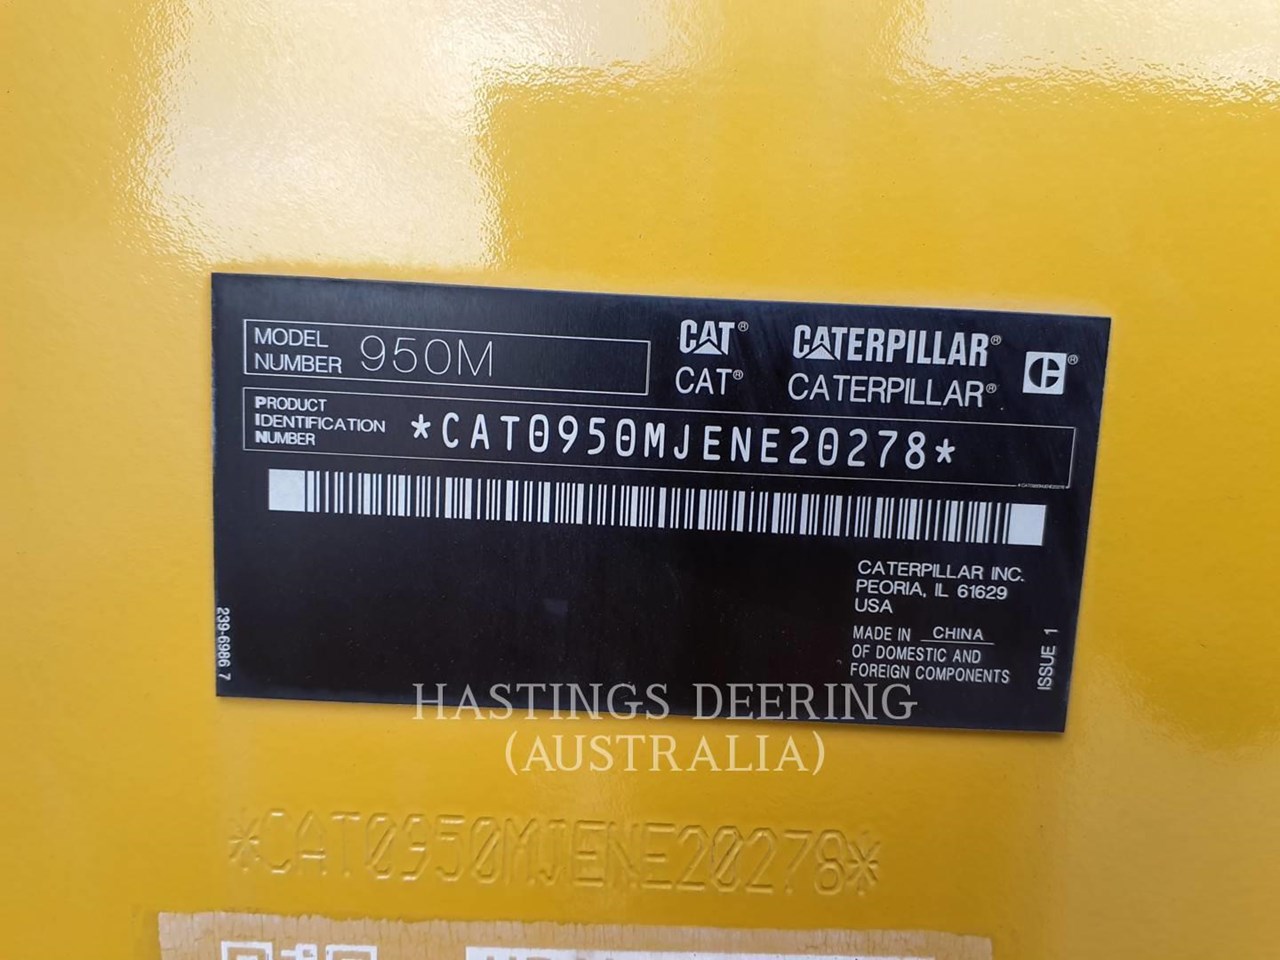 MODEL NUMBER 950M
CAT® CATERPILLAR®
CAT® CATERPILLAR®
PRODUCT IDENTIFICATION NUMBER *CAT0950MJENE20278*
CATERPILLAR INC.
PEORIA, IL 61629
USA
MADE IN CHINA
OF DOMESTIC AND
FOREIGN COMPONENTS
239-6986 7
ISSUE 1
HASTINGS DEERING
(AUSTRALIA)
*CAT0950MJENE20278*